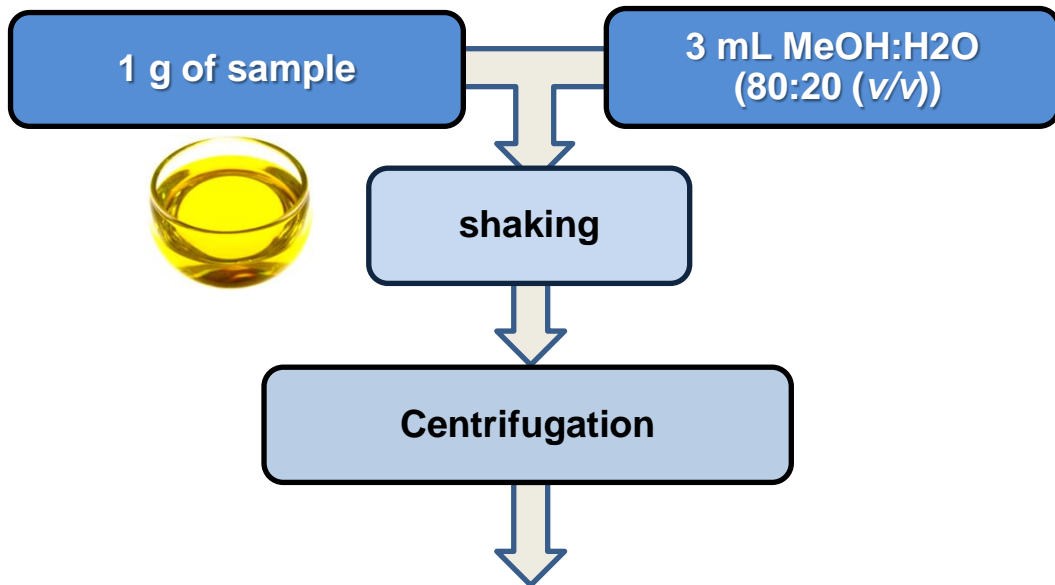 1 g of sample
3 mL MeOH:H2O
(80:20 (v/v))
shaking
Centrifugation